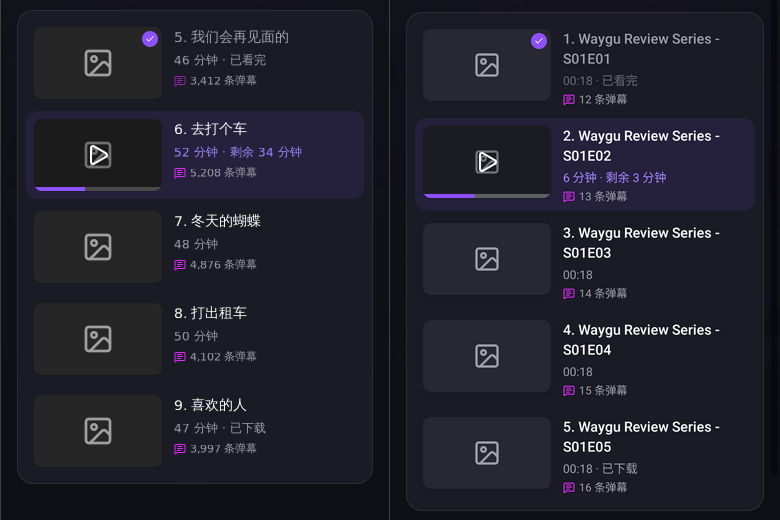 5. 我们会再见面的
46 分钟 · 已看完
3,412 条弹幕
6. 去打个车
52 分钟 · 剩余 34 分钟
5,208 条弹幕
7. 冬天的蝴蝶
48 分钟
4,876 条弹幕
8. 打出租车
50 分钟
4,102 条弹幕
9. 喜欢的人
47 分钟 · 已下载
3,997 条弹幕
1. Waygu Review Series -
S01E01
00:18 · 已看完
12 条弹幕
2. Waygu Review Series -
S01E02
6 分钟 · 剩余 3 分钟
13 条弹幕
3. Waygu Review Series -
S01E03
00:18
14 条弹幕
4. Waygu Review Series -
S01E04
00:18
15 条弹幕
5. Waygu Review Series -
S01E05
00:18 · 已下载
16 条弹幕